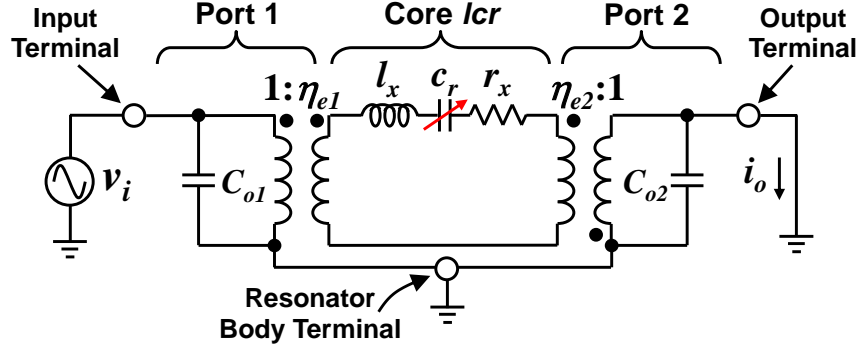 Input
Terminal
Port 1
Core lcr
Port 2
Output
Terminal
1:ηe1
lx
cr
rx
ηe2:1
vi
Co1
Co2
io
Resonator
Body Terminal